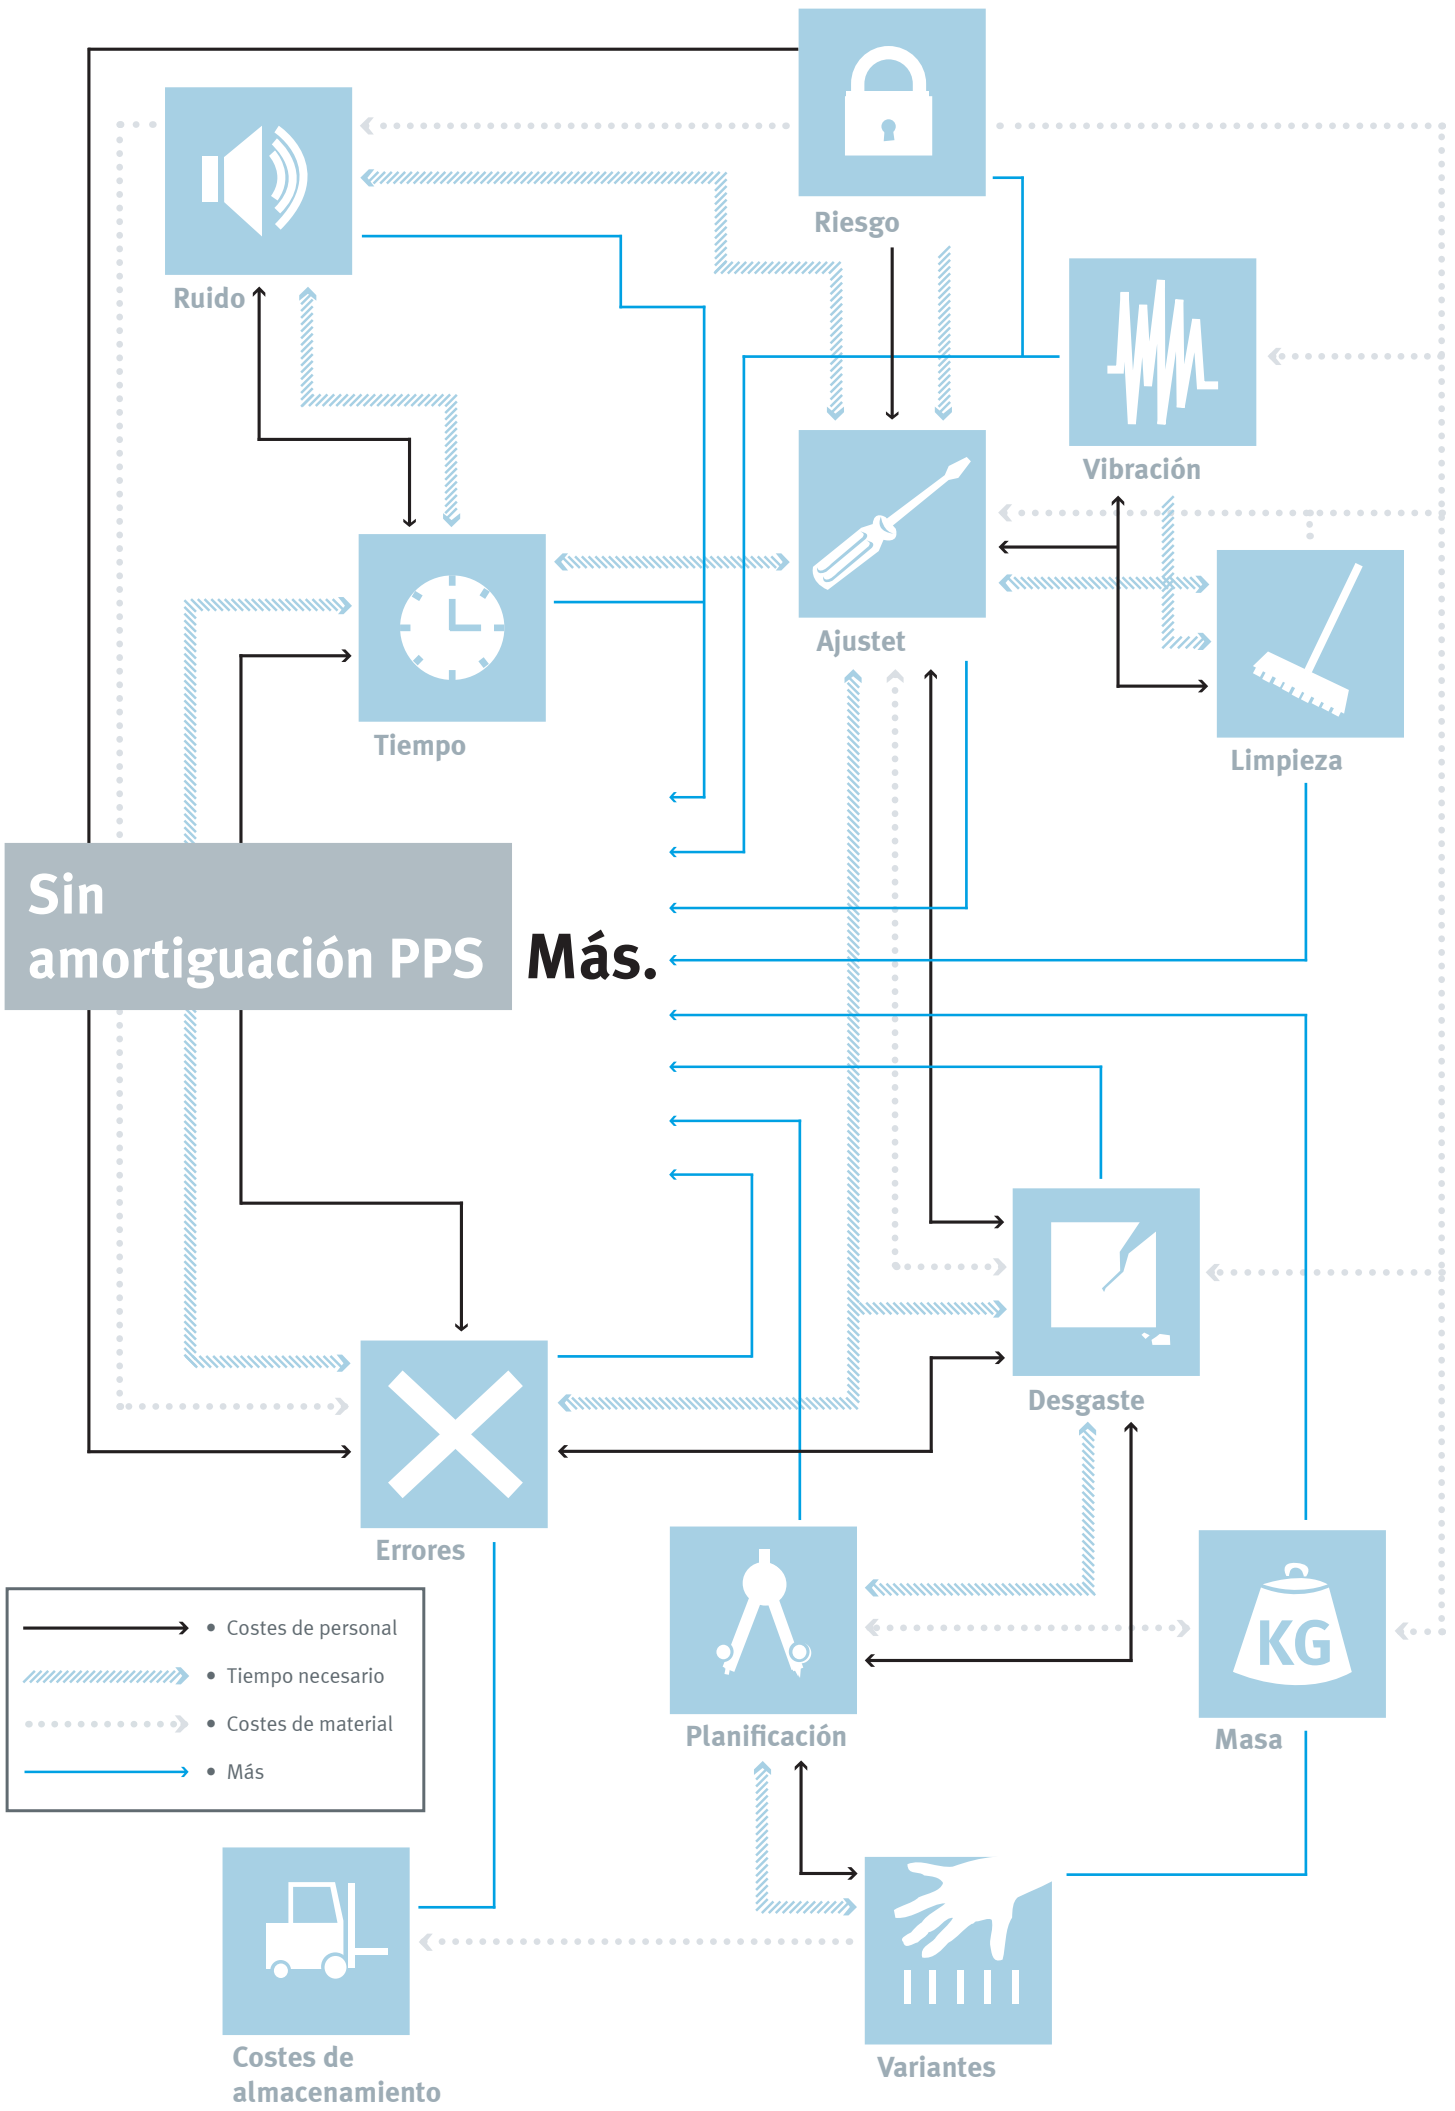 Riesgo
Ruido
Vibración
Ajustet
Tiempo
Limpieza
Sin
amortiguación PPS
Más.
Desgaste
Errores
• Costes de personal
• Tiempo necesario
• Costes de material
• Más
KG
Planificación
Masa
Costes de
almacenamiento
Variantes